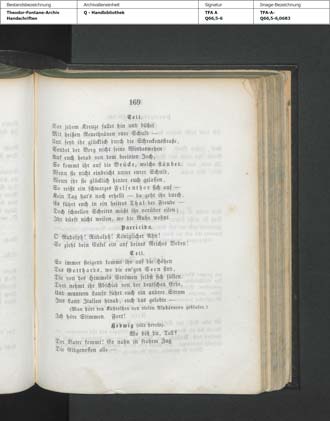 Bestandsbezeichnung Archivalieneinheit Signatur Image-Bezeichnung
Theodor-Fontane-Archiv Q - Handbibliothek TFA A TFA-A-
Handschriften Q66,5-6 Q66,5-6,0683
169
Tell.
Vor jedem Kreuze fallet hin und büßet
Mit heißen Reuethränen eure Schuld —
Und seyd ihr glücklich durch die Schreckensstraße,
Sendet der Berg nicht seine Windeswehen
Auf euch herab von dem beeisten Joch,
So kommt ihr auf die Brücke, welche stäubet.
Wenn sie nicht einbricht unter eurer Schuld,
Wenn ihr sie glücklich hinter euch gelassen,
So reißt ein schwarzes Felsenthor sich auf —
Kein Tag hat's noch erhellt — da geht ihr durch,
Es führt euch in ein heitres Thal der Freude —
Doch schnellen Schritts müßt ihr vorüber eilen;
Ihr dürft nicht weilen, wo die Ruhe wohnt.
Parricida.
O Rudolph! Rudolph! Königlicher Ahn!
So zieht dein Enkel ein auf deines Reiches Boden!
Tell.
So immer steigend kommt ihr auf die Höhen
Des Gotthards, wo die ew'gen Seen sind,
Die von des Himmels Strömen selbst sich füllen.
Dort nehmt ihr Abschied von der deutschen Erde,
Und muntern Laufs führt euch ein andrer Strom
Ins Land Italien hinab, euch das gelobte —
(Man hört den Kuhreihen von vielen Alphörnern geblasen.)
Ich höre Stimmen. Fort!
Hedwig (eilt herein).
Wo bist du, Tell?
Der Vater kommt! Es nahn in frohem Zug
Die Eidgenossen alle —